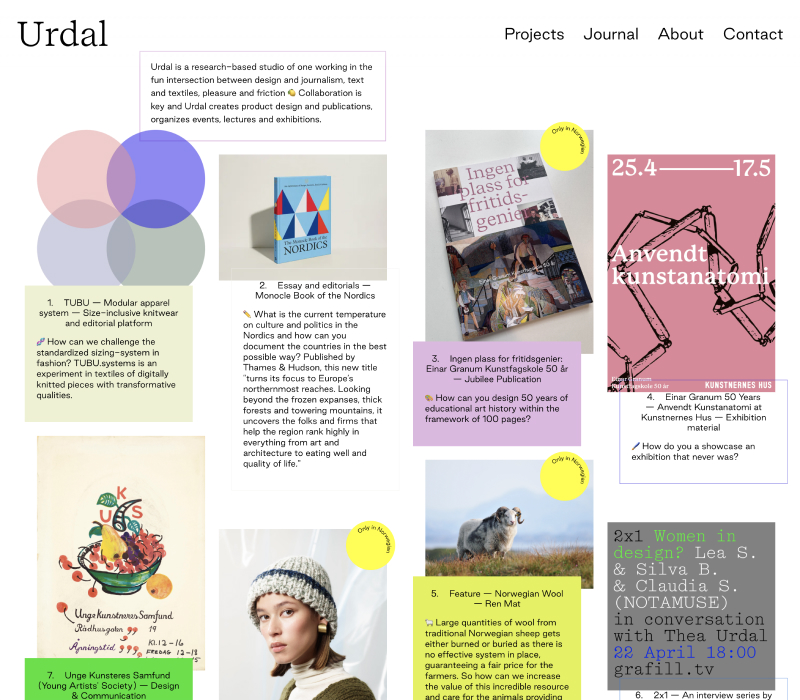 Urdal
Projects Journal About Contact
Urdal is a research-based studio of one working in the
fun intersection between design and journalism, text
and textiles, pleasure and friction 🥠 Collaboration is
key and Urdal creates product design and publications,
organizes events, lectures and exhibitions.
1. TUBU — Modular apparel
system — Size-inclusive knitwear
and editorial platform
🧬 How can we challenge the
standardized sizing-system in
fashion? TUBU.systems is an
experiment in textiles of digitally
knitted pieces with transformative
qualities.
The Monocle Book of the
NORDICS
2. Essay and editorials —
Monocle Book of the Nordics
✏️ What is the current temperature
on culture and politics in the
Nordics and how can you
document the countries in the best
possible way? Published by
Thames & Hudson, this new title
"turns its focus to Europe's
northernmost reaches. Looking
beyond the frozen expanses, thick
forests and towering mountains, it
uncovers the folks and firms that
help the region rank highly in
everything from art and
architecture to eating well and
quality of life."
Only in Norwegian
Ingen
plass for
fritids-
genier
3. Ingen plass for fritidsgenier:
Einar Granum Kunstfagskole 50 år
— Jubilee Publication
🎨 How can you design 50 years of
educational art history within the
framework of 100 pages?
25.4 — 17.5
Anvendt
kunstanatomi
Einar Granum
Kunstfagskole 50 år
KUNSTNERNES HUS
4. Einar Granum 50 Years
— Anvendt Kunstanatomi at
Kunstnernes Hus — Exhibition
material
🖊️ How do you a showcase an
exhibition that never was?
UKS
Unge Kunstneres Samfund
Rådhusgaten 19
Åpningstid KL.12-16
FREDAG 12-18
7. Unge Kunsteres Samfund
(Young Artists' Society) — Design
& Communication
Only in Norwegian
Only in Norwegian
5. Feature — Norwegian Wool
— Ren Mat
🐑 Large quantities of wool from
traditional Norwegian sheep gets
either burned or buried as there is
no effective system in place,
guaranteeing a fair price for the
farmers. So how can we increase
the value of this incredible resource
and care for the animals providing
2x1 Women in
design? Lea S.
& Silva B.
& Claudia S.
(NOTAMUSE)
in conversation
with Thea Urdal
22 April 18:00
grafill.tv
6. 2x1 — An interview series by